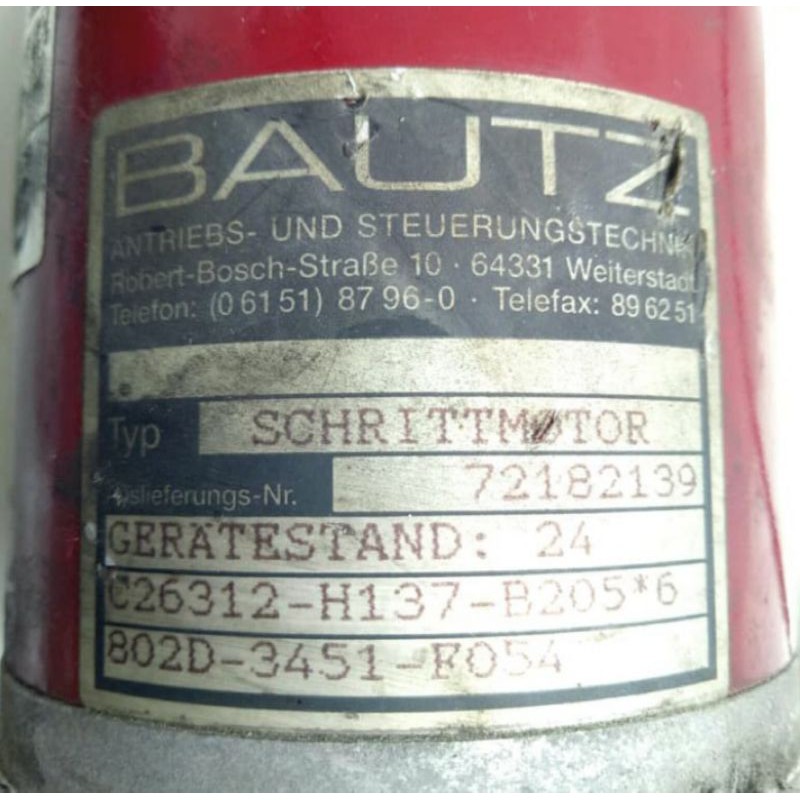 BAUTZ
ANTRIEBS- UND STEUERUNGSTECHNIK
Robert-Bosch-Straße 10 · 64331 Weiterstadt
Telefon: (0 61 51) 87 96-0 · Telefax: 89 62 51
Typ SCHRITTMOTOR
Auslieferungs-Nr. 72182139
GERÄTESTAND: 24
C26312-H137-B205*6
802D-3451-F054